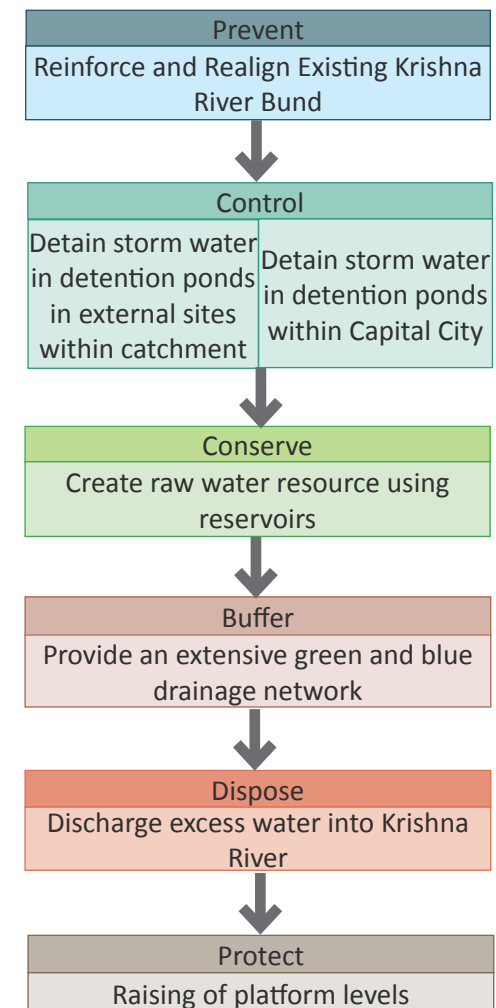 Prevent
Reinforce and Realign Existing Krishna
River Bund
Control
Detain storm water
in detention ponds
in external sites
within catchment
Detain storm water
in detention ponds
within Capital City
Conserve
Create raw water resource using
reservoirs
Buffer
Provide an extensive green and blue
drainage network
Dispose
Discharge excess water into Krishna
River
Protect
Raising of platform levels